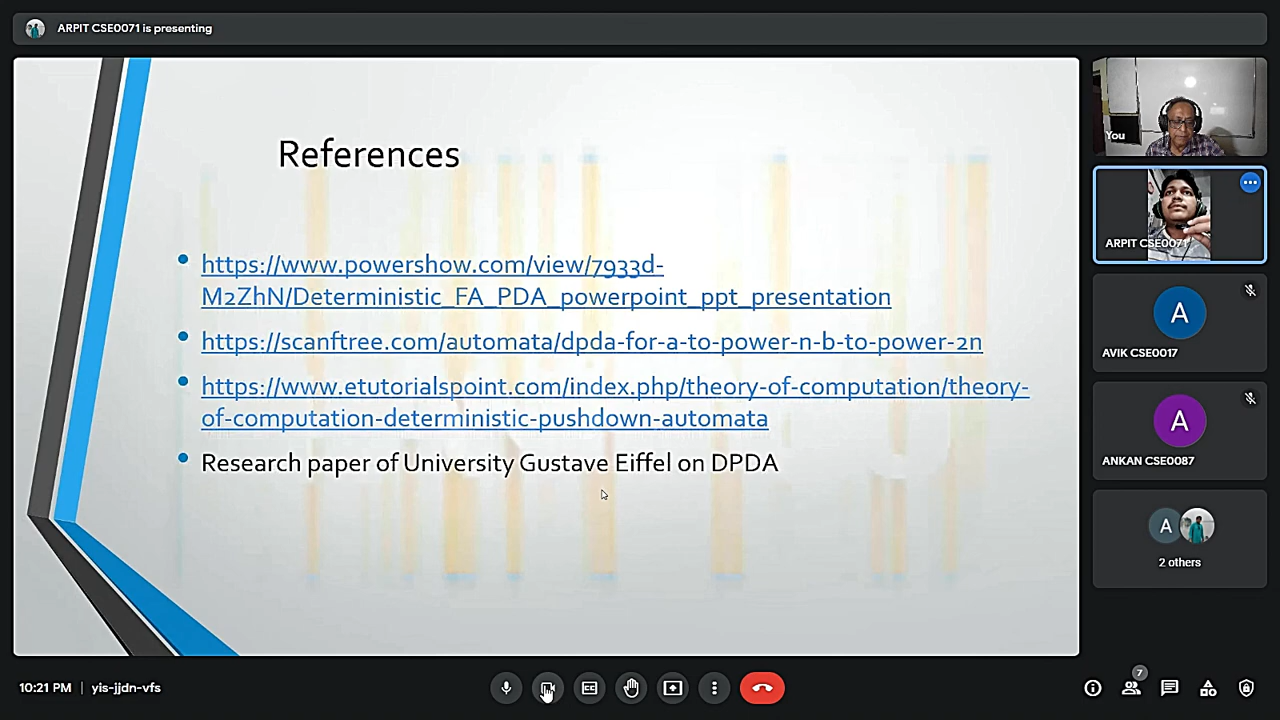 ARPIT CSE0071 is presenting
References
https://www.powershow.com/view/7933d-
M2ZhN/Deterministic_FA_PDA_powerpoint_ppt_presentation
https://scanftree.com/automata/dpda-for-a-to-power-n-b-to-power-2n
https://www.etutorialspoint.com/index.php/theory-of-computation/theory-
of-computation-deterministic-pushdown-automata
Research paper of University Gustave Eiffel on DPDA
You
ARPIT CSE0071
A
AVIK CSE0017
A
ANKAN CSE0087
A
2 others
10:21 PM | yis-jjdn-vfs
CC
7